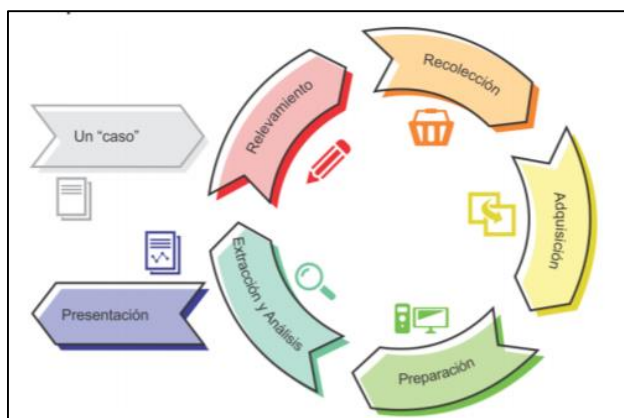 Un "caso"
Relevamiento
Recolección
Adquisición
Preparación
Extracción y Análisis
Presentación